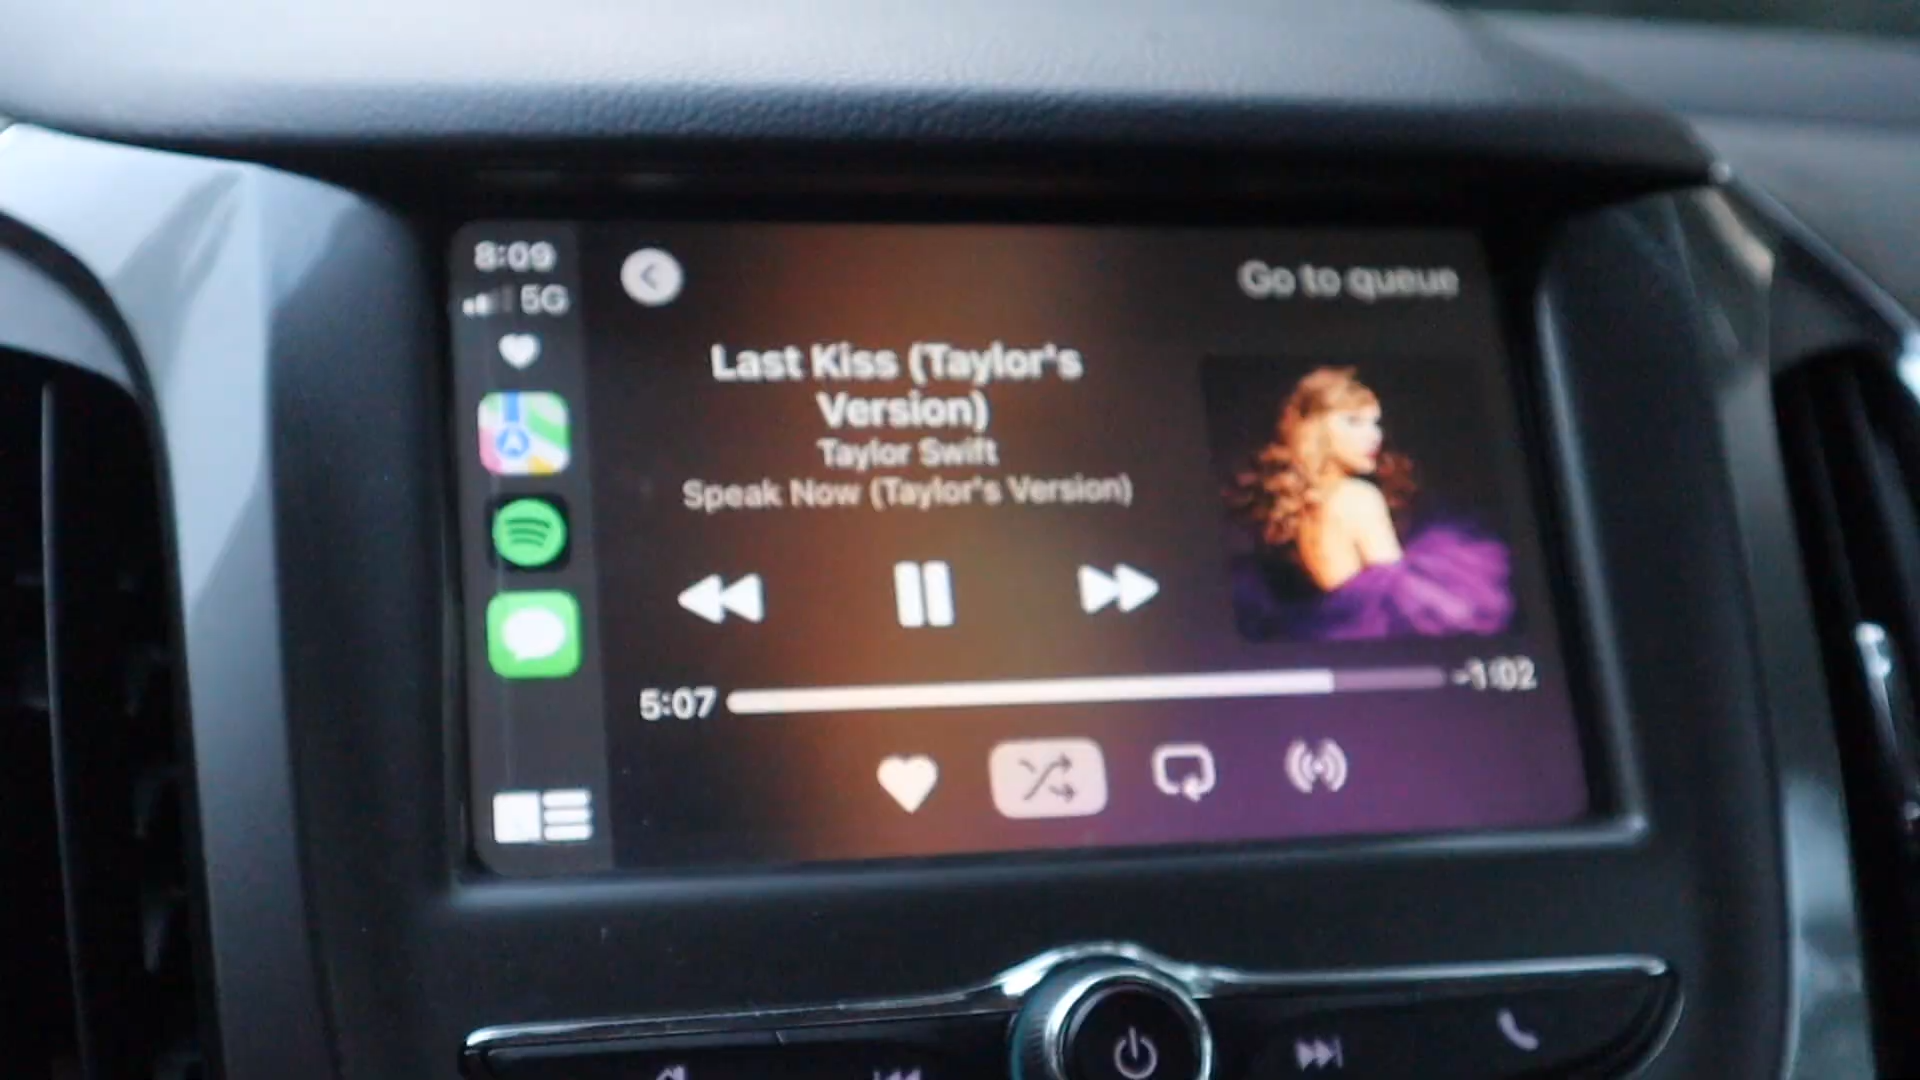 8:09
5G
Go to queue
Last Kiss (Taylor's
Version)
Taylor Swift
Speak Now (Taylor's Version)
5:07
-1:02